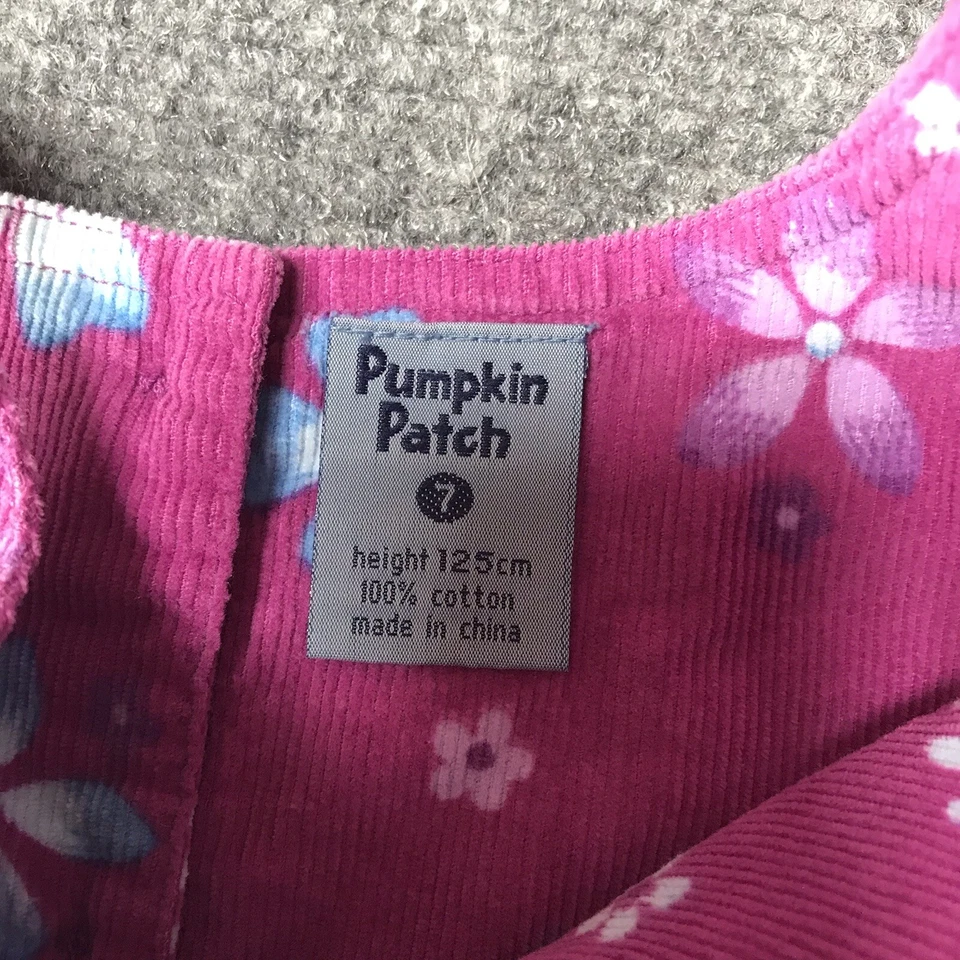 Pumpkin
Patch
7
height 125cm
100% cotton
made in china